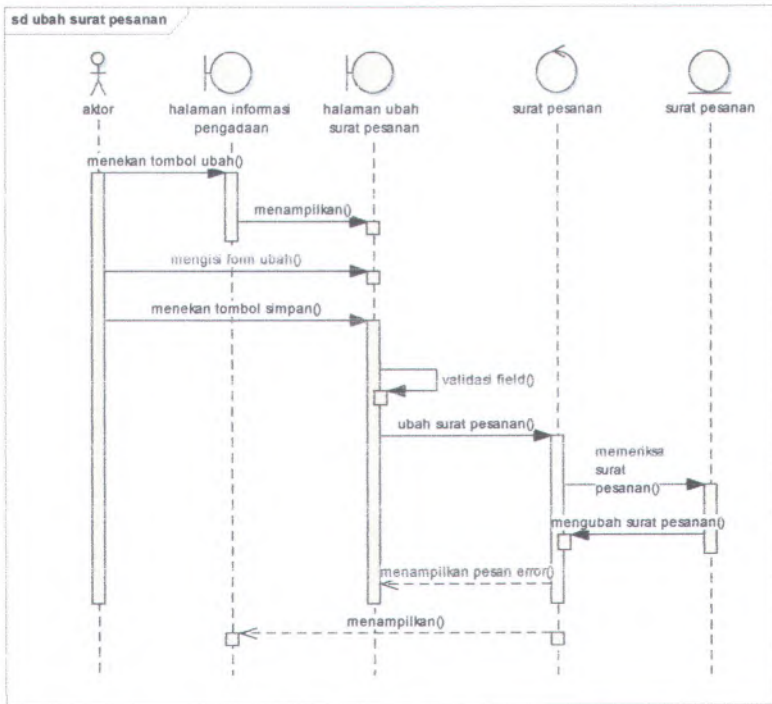 sd ubah surat pesanan
aktor
halaman informasi
pengadaan
halaman ubah
surat pesanan
surat pesanan
surat pesanan
menekan tombol ubah()
menampilkan()
mengisi form ubah()
menekan tombol simpan()
validasi field()
ubah surat pesanan()
memeriksa
surat
pesanan()
mengubah surat pesanan()
menampilkan pesan error()
menampilkan()